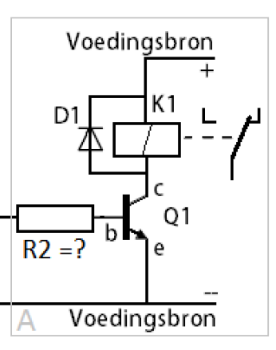 Voedingsbron
+
K1
D1
c
Q1
b
R2 =?
e
--
A
Voedingsbron